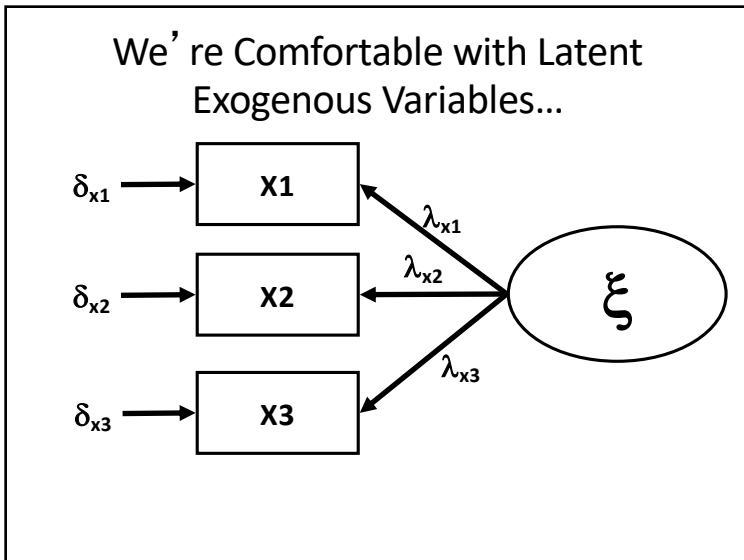 We’ re Comfortable with Latent
Exogenous Variables…
δx1
X1
λx1
δx2
X2
λx2
ξ
δx3
X3
λx3